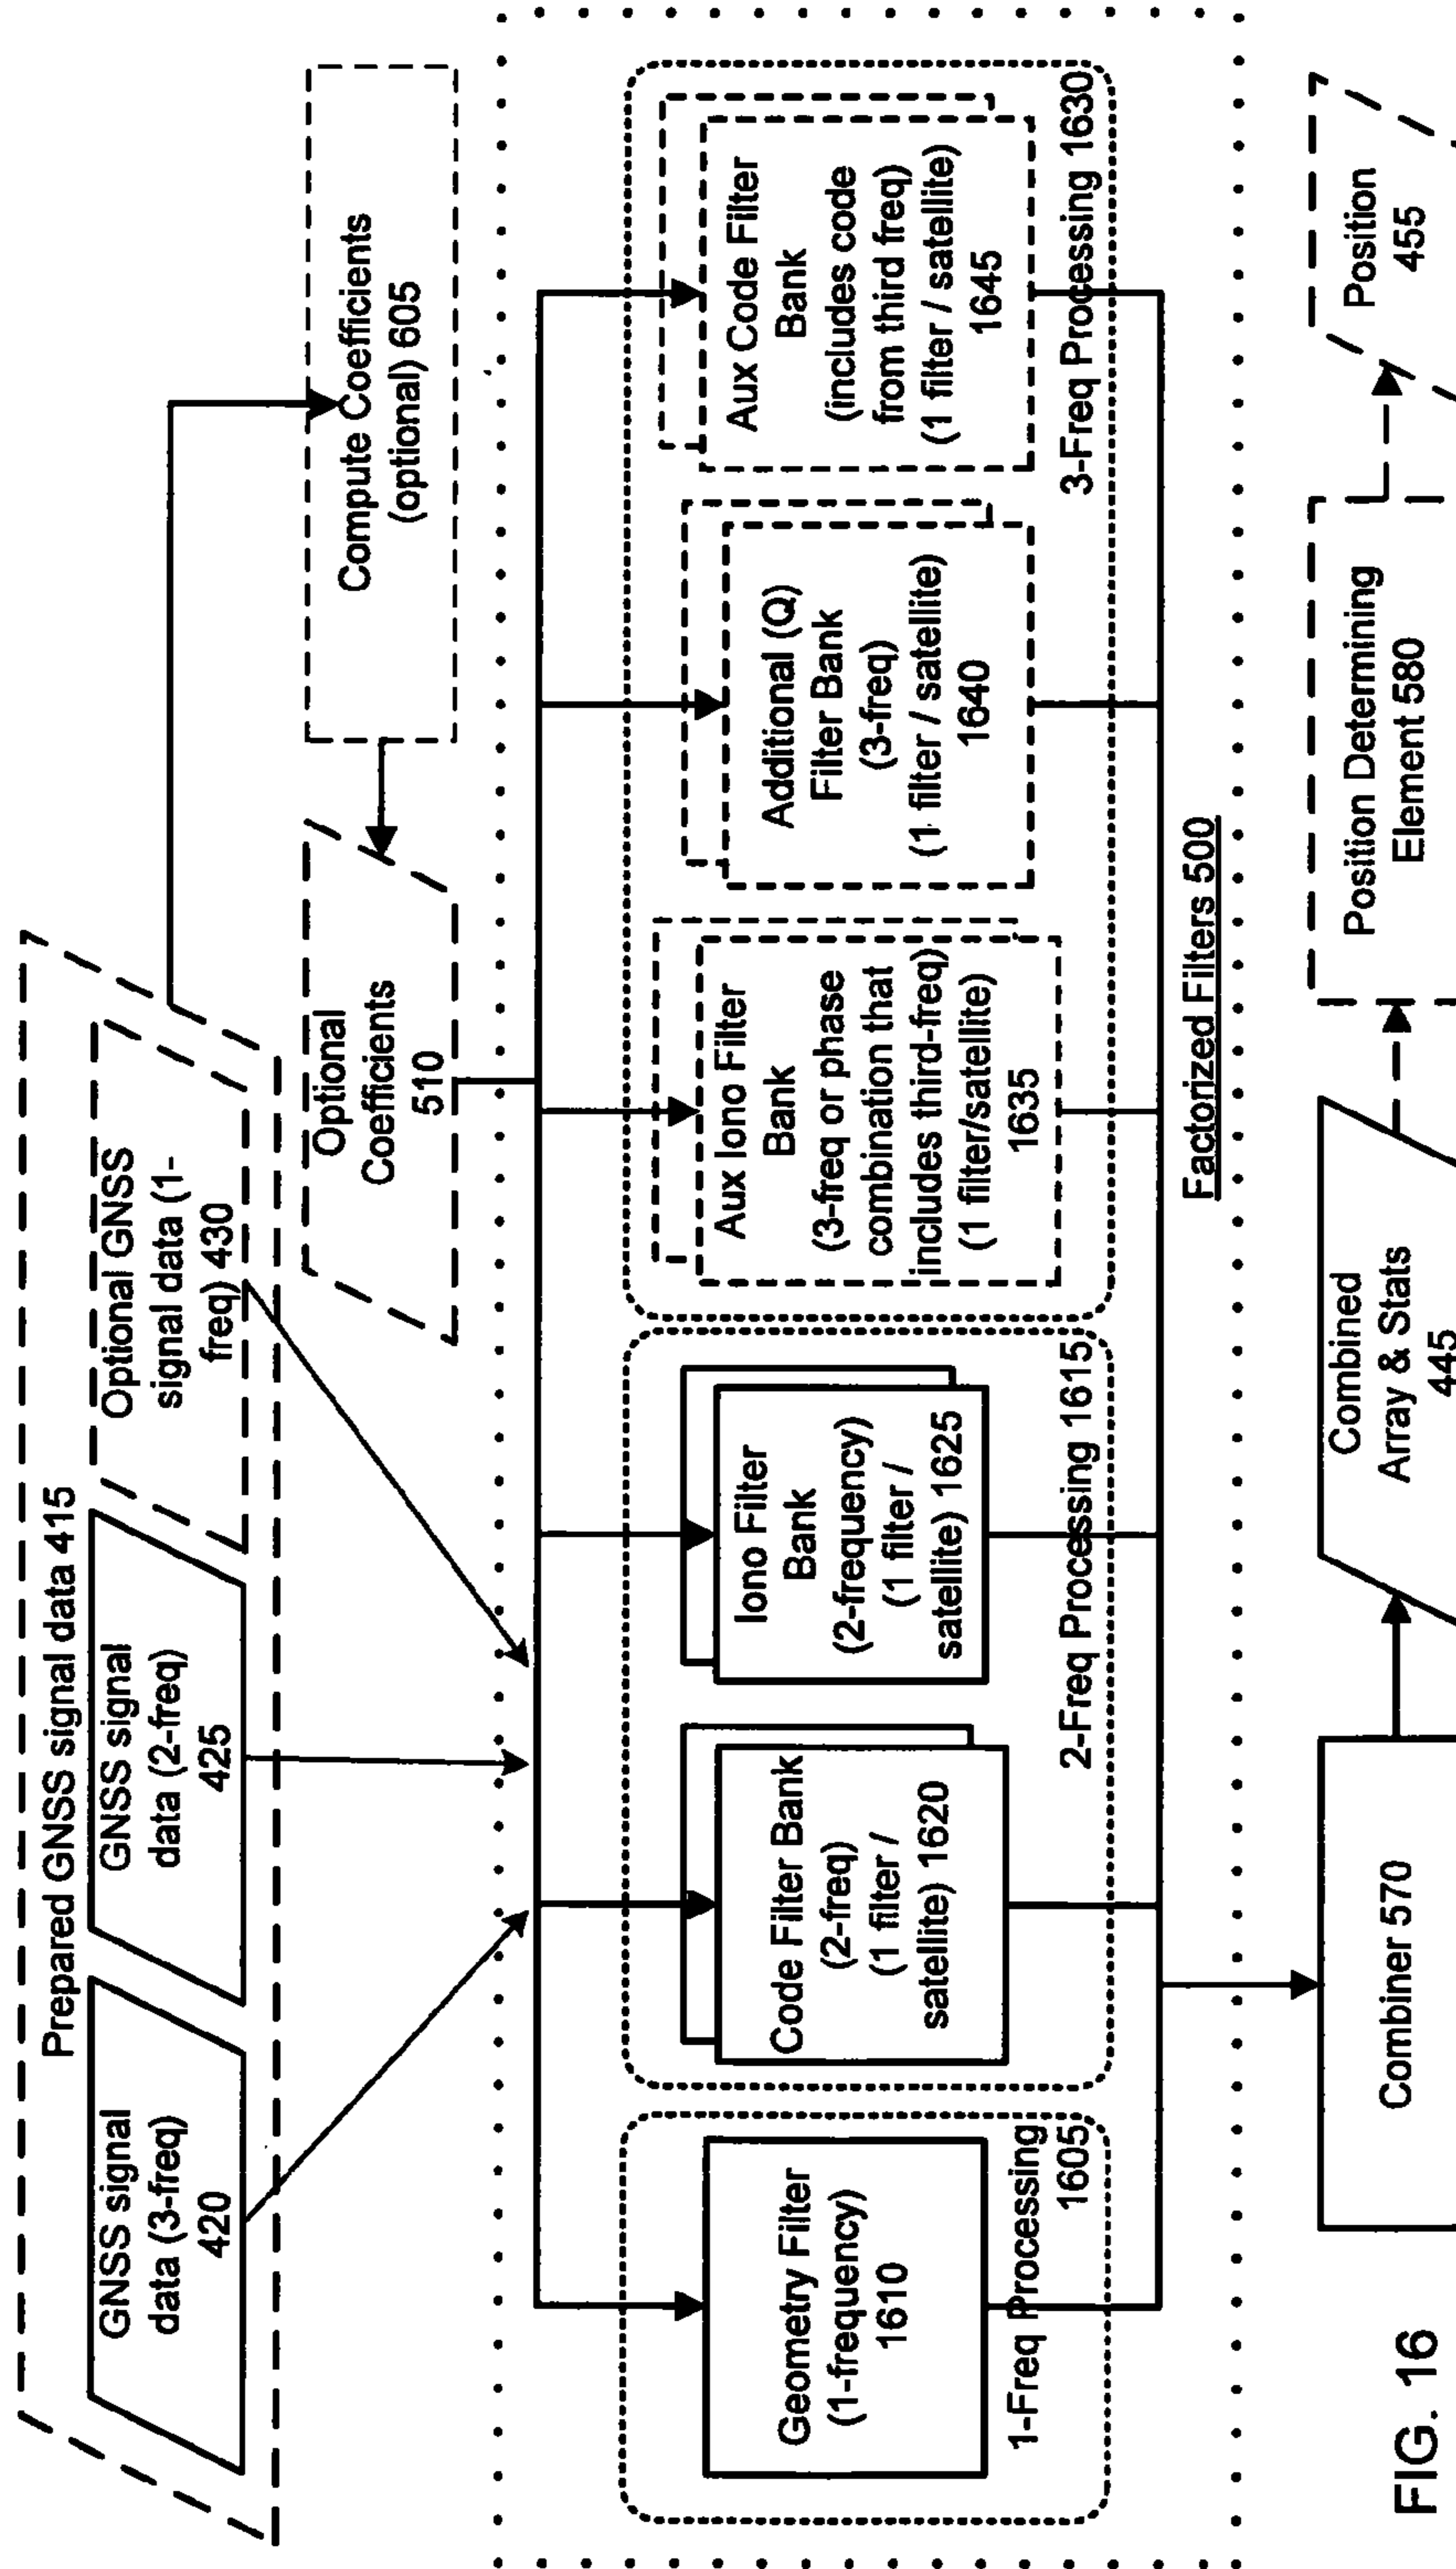 Prepared GNSS signal data 415
GNSS signal
data (3-freq)
420
GNSS signal
data (2-freq)
425
Optional GNSS
signal data (1-
freq) 430
Optional
Coefficients
510
Compute Coefficients
(optional) 605
Geometry Filter
(1-frequency)
1610
1-Freq Processing
1605
Code Filter Bank
(2-freq)
(1 filter /
satellite) 1620
Iono Filter
Bank
(2-frequency)
(1 filter /
satellite) 1625
2-Freq Processing 1615
Aux Iono Filter
Bank
(3-freq or phase
combination that
includes third-freq)
(1 filter/satellite)
1635
Additional (Q)
Filter Bank
(3-freq)
(1 filter / satellite)
1640
Aux Code Filter
Bank
(includes code
from third freq)
(1 filter / satellite)
1645
3-Freq Processing 1630
Factorized Filters 500
Combiner 570
Combined
Array & Stats
445
Position Determining
Element 580
Position
455
FIG. 16